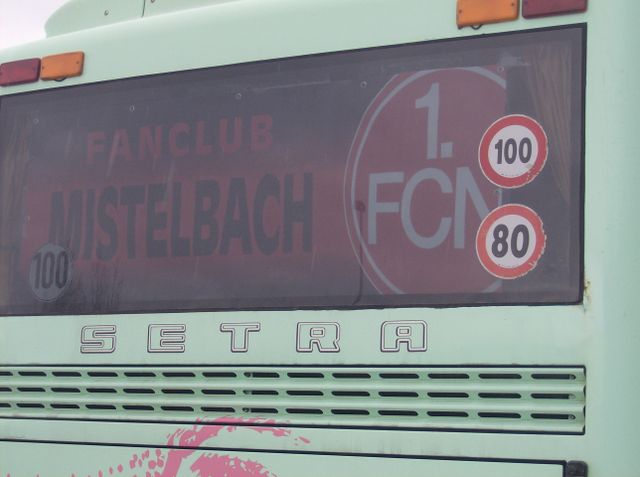 FANCLUB
MISTELBACH
1.
FCN
100
80
100
SETRA